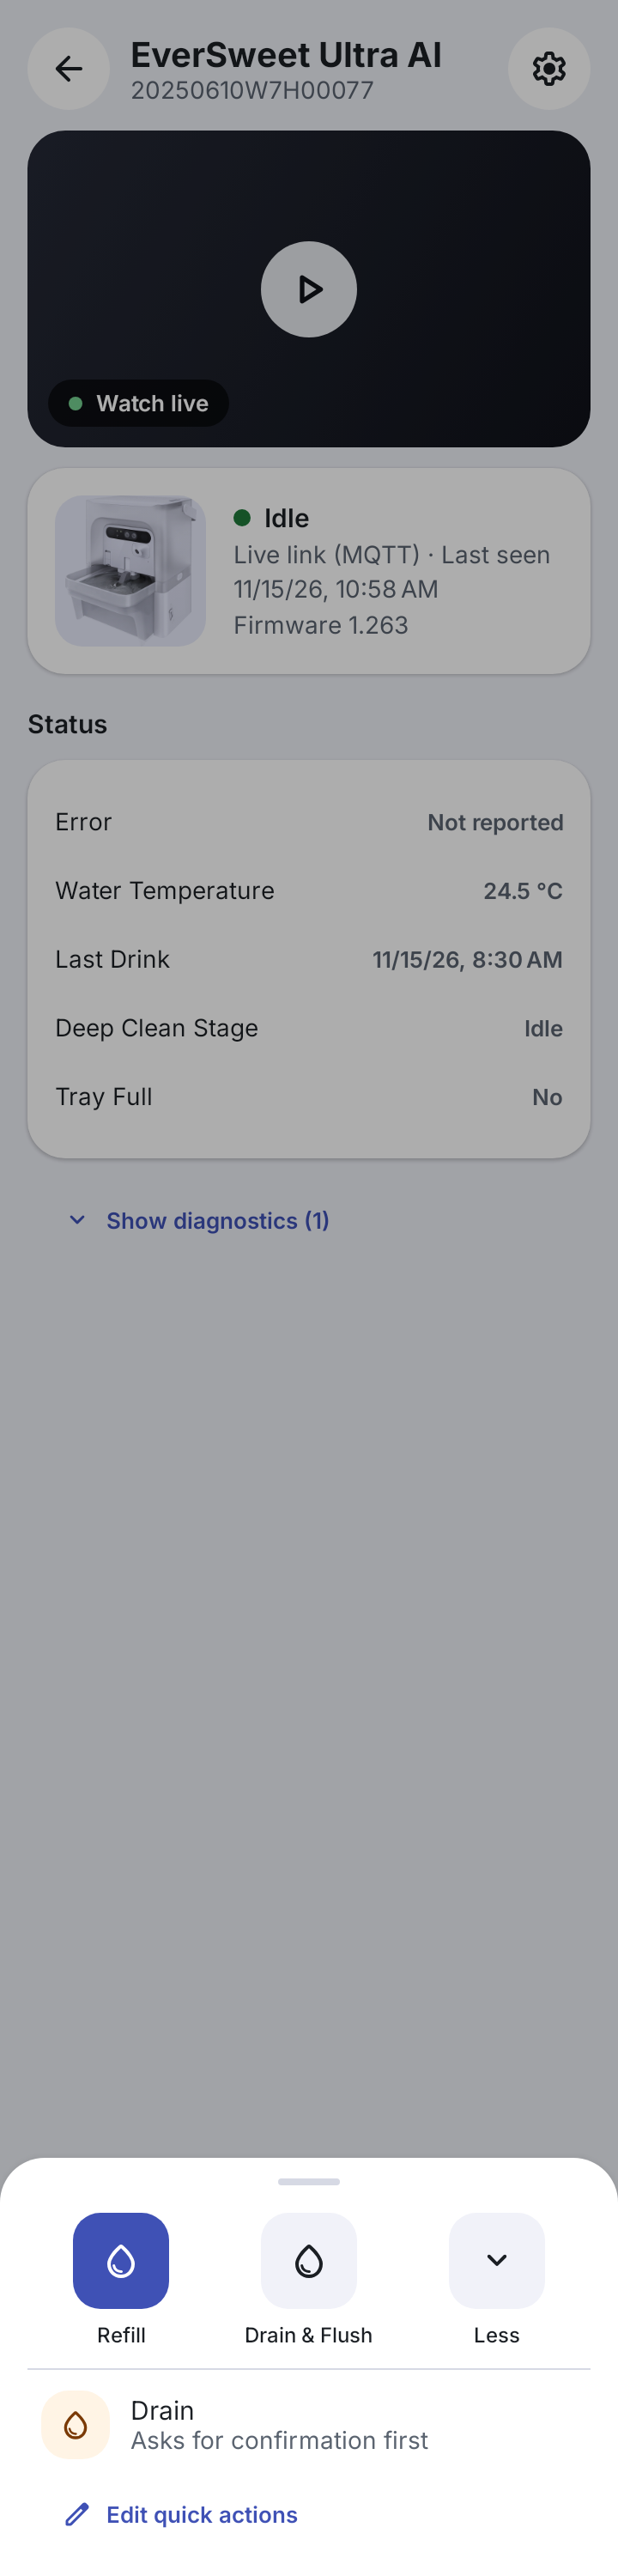 EverSweet Ultra AI
20250610W7H00077
Watch live
Idle
Live link (MQTT) · Last seen
11/15/26, 10:58 AM
Firmware 1.263
Status
Error
Not reported
Water Temperature
24.5 °C
Last Drink
11/15/26, 8:30 AM
Deep Clean Stage
Idle
Tray Full
No
Show diagnostics (1)
Refill
Drain & Flush
Less
Drain
Asks for confirmation first
Edit quick actions